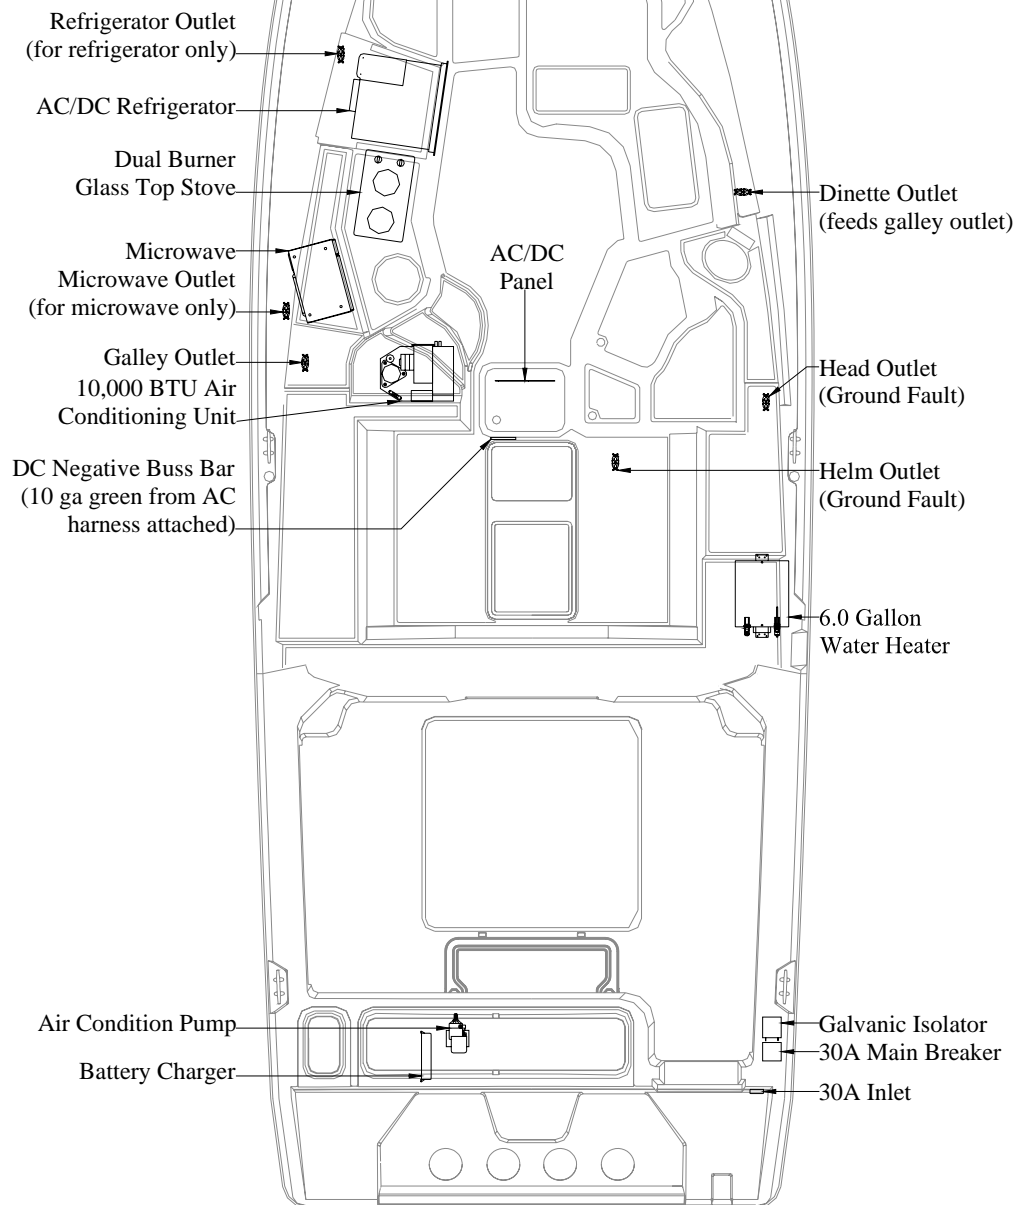 Refrigerator Outlet
(for refrigerator only)
AC/DC Refrigerator
Dual Burner
Glass Top Stove
Microwave
Microwave Outlet
(for microwave only)
Galley Outlet
10,000 BTU Air
Conditioning Unit
DC Negative Buss Bar
(10 ga green from AC
harness attached)
AC/DC
Panel
Dinette Outlet
(feeds galley outlet)
Head Outlet
(Ground Fault)
Helm Outlet
(Ground Fault)
6.0 Gallon
Water Heater
Air Condition Pump
Battery Charger
Galvanic Isolator
30A Main Breaker
30A Inlet